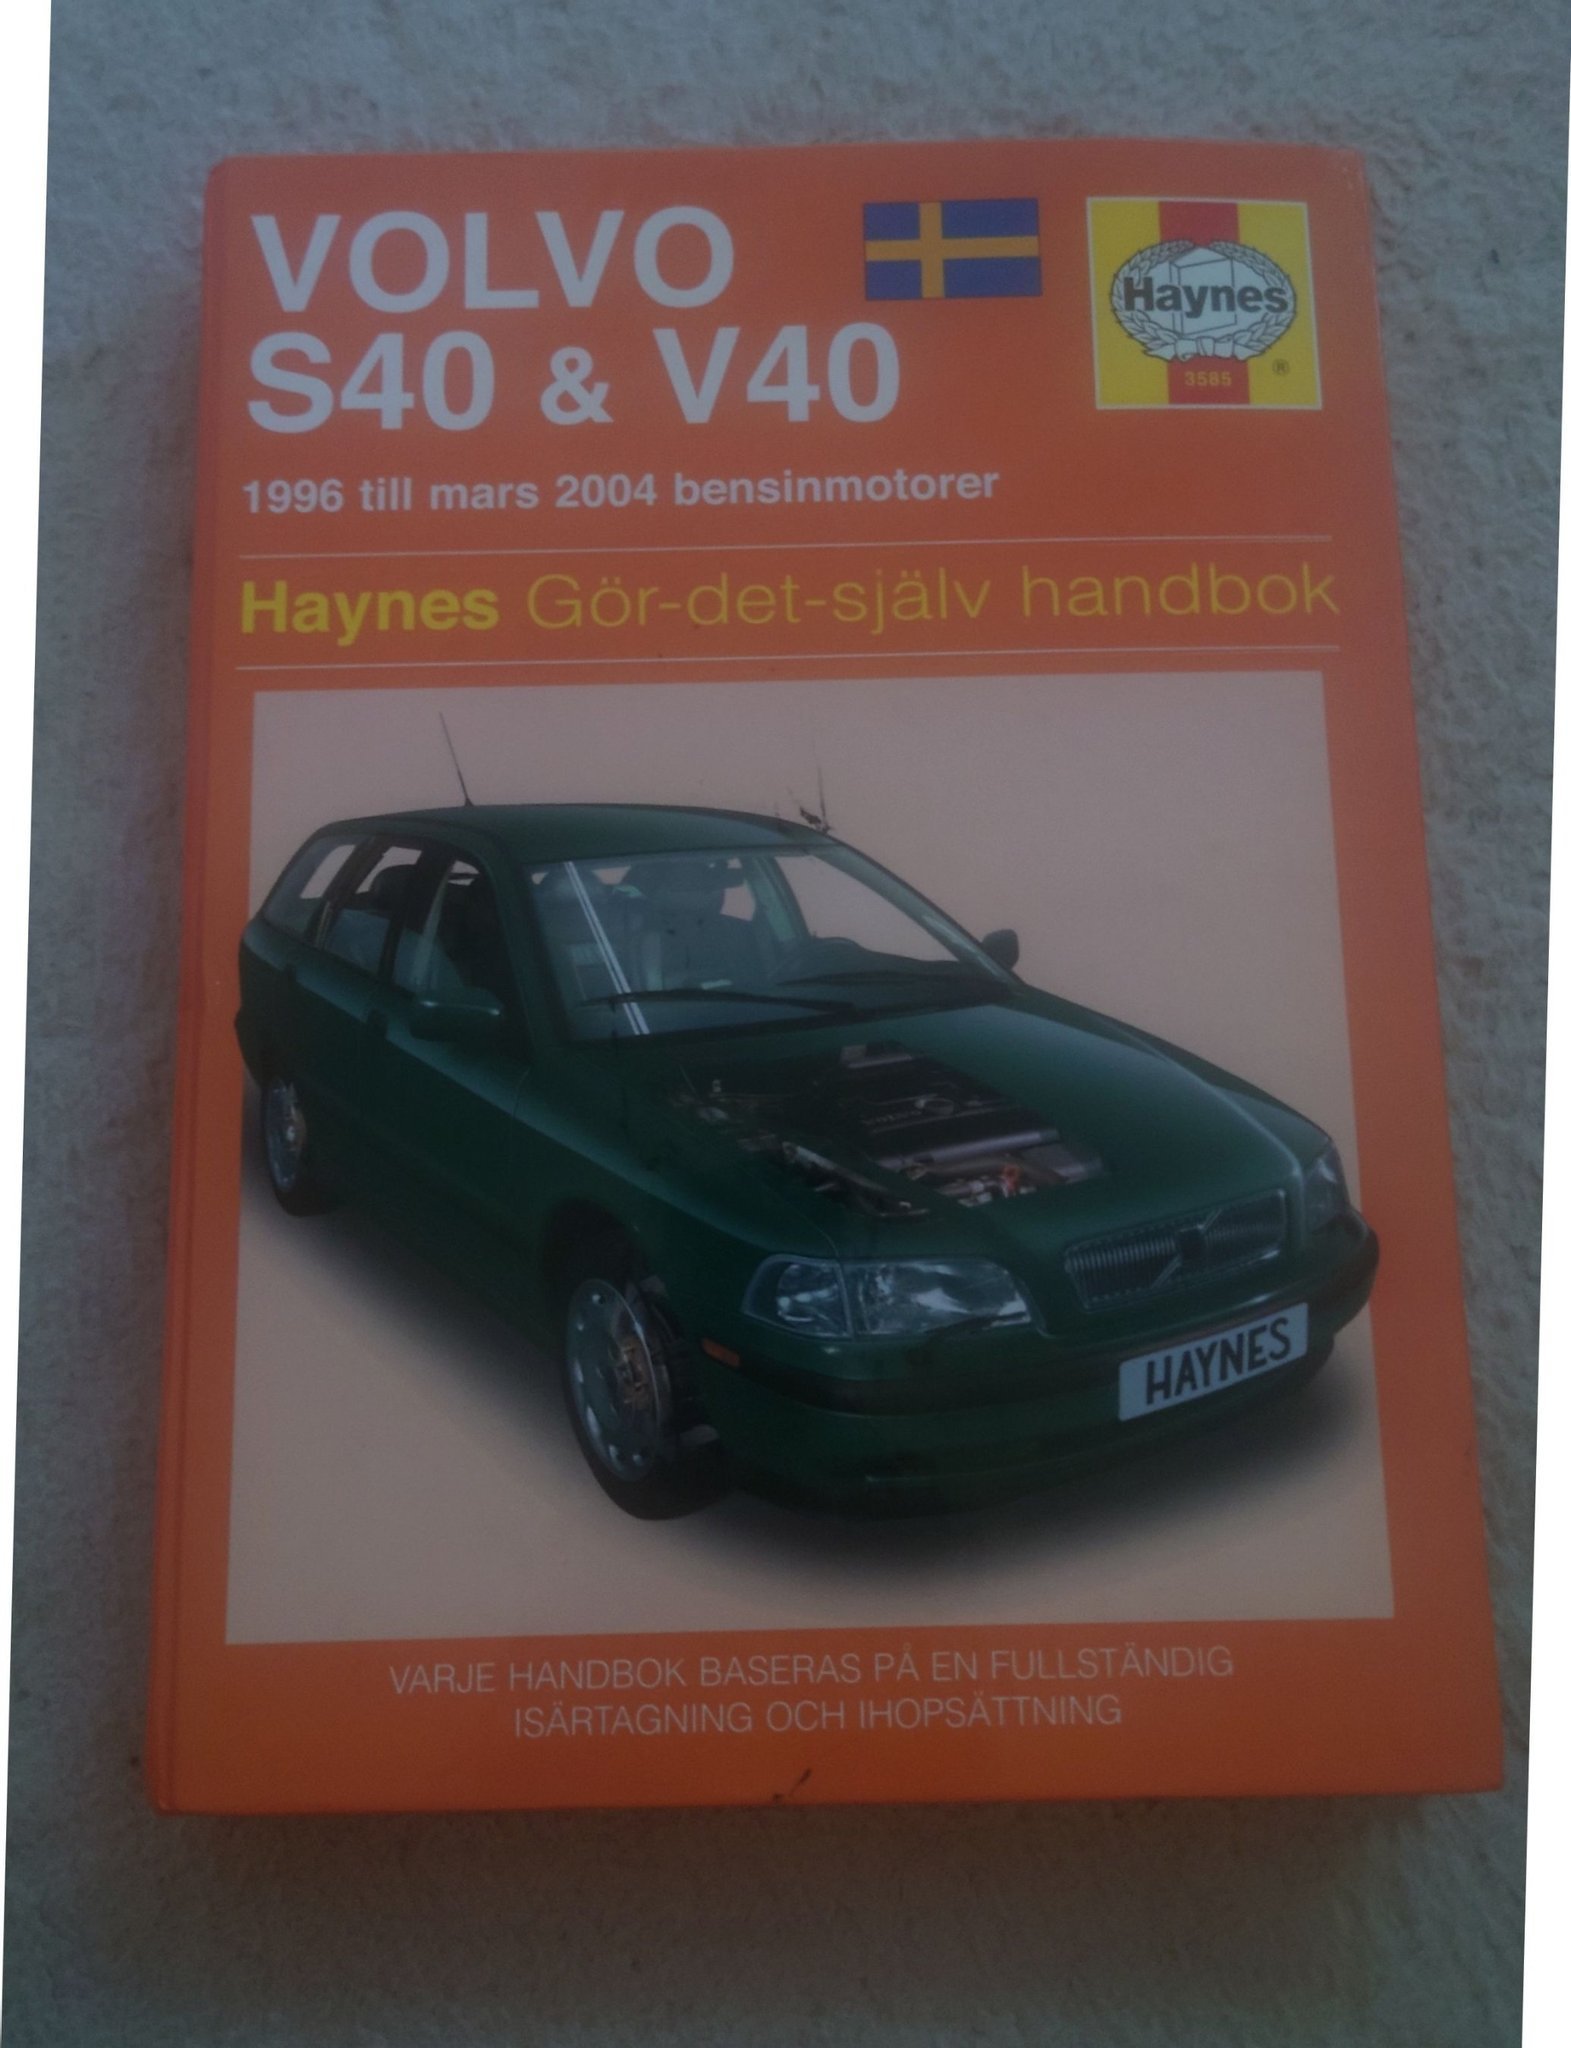 VOLVO
S40 & V40
Haynes
3585
®
1996 till mars 2004 bensinmotorer
Haynes Gör-det-själv handbok
VOLVO
HAYNES
VARJE HANDBOK BASERAS PÅ EN FULLSTÄNDIG
ISÄRTAGNING OCH IHOPSÄTTNING